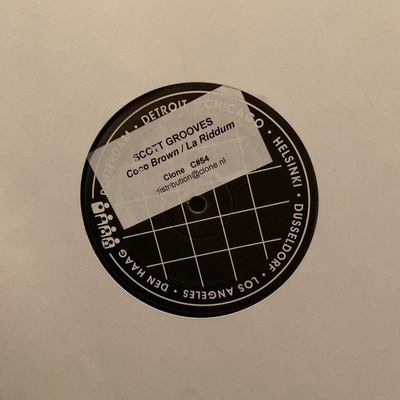 SCOTT GROOVES
Coco Brown / La Riddum
Clone C#54
distribution@clone.nl
ROTTERDAM • DETROIT • CHICAGO • HELSINKI • DUSSELDORF • LOS ANGELES • DEN HAAG